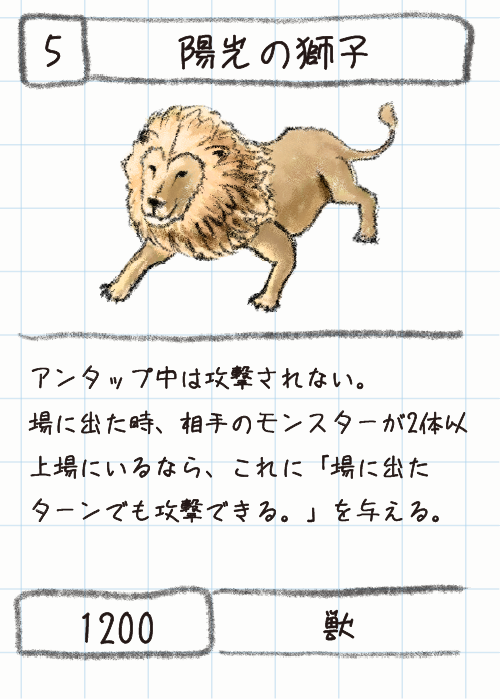 5
陽光の獅子
アンタップ中は攻撃されない。
場に出た時、相手のモンスターが2体以
上場にいるなら、これに「場に出た
ターンでも攻撃できる。」を与える。
1200
獣